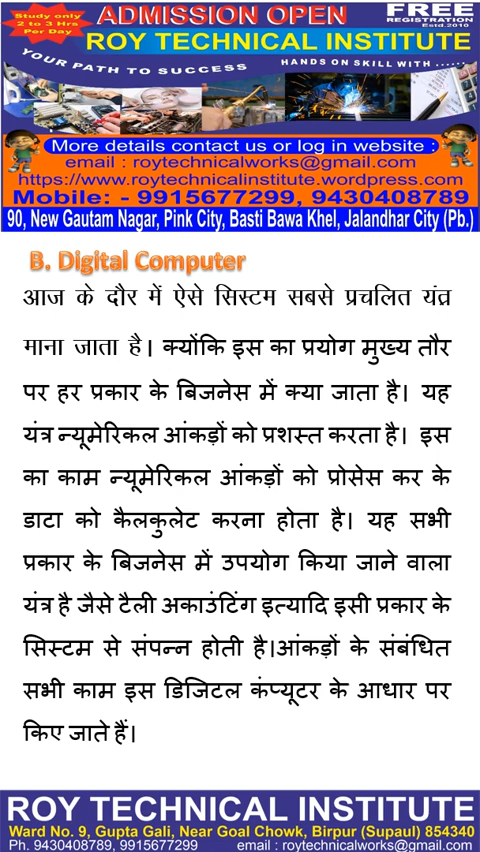 Study only
2 to 3 Hrs
Per Day
ADMISSION OPEN
FREE
REGISTRATION
Estd.2010
ROY TECHNICAL INSTITUTE
YOUR PATH TO SUCCESS
HANDS ON SKILL WITH ......
More details contact us or log in website :
email : roytechnicalworks@gmail.com
https://www.roytechnicalinstitute.wordpress.com
Mobile: - 9915677299, 9430408789
90, New Gautam Nagar, Pink City, Basti Bawa Khel, Jalandhar City (Pb.)
B. Digital Computer
आज के दौर में ऐसे सिस्टम सबसे प्रचलित यंत्र
माना जाता है। क्योंकि इस का प्रयोग मुख्य तौर
पर हर प्रकार के बिजनेस में क्या जाता है। यह
यंत्र न्यूमेरिकल आंकड़ों को प्रशस्त करता है। इस
का काम न्यूमेरिकल आंकड़ों को प्रोसेस कर के
डाटा को कैलकुलेट करना होता है। यह सभी
प्रकार के बिजनेस में उपयोग किया जाने वाला
यंत्र है जैसे टैली अकाउंटिंग इत्यादि इसी प्रकार के
सिस्टम से संपन्न होती है।आंकड़ों के संबंधित
सभी काम इस डिजिटल कंप्यूटर के आधार पर
किए जाते हैं।
ROY TECHNICAL INSTITUTE
Ward No. 9, Gupta Gali, Near Goal Chowk, Birpur (Supaul) 854340
Ph. 9430408789, 9915677299 email : roytechnicalworks@gmail.com